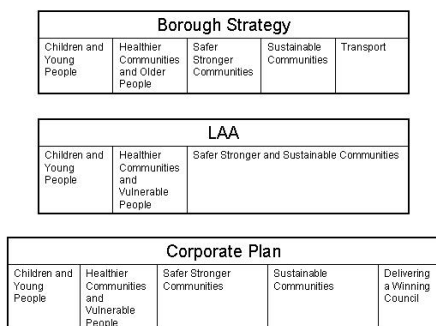 Borough Strategy
Children and Young People
Healthier Communities and Older People
Safer Stronger Communities
Sustainable Communities
Transport
LAA
Children and Young People
Healthier Communities and Vulnerable People
Safer Stronger and Sustainable Communities
Corporate Plan
Children and Young People
Healthier Communities and Vulnerable People
Safer Stronger Communities
Sustainable Communities
Delivering a Winning Council